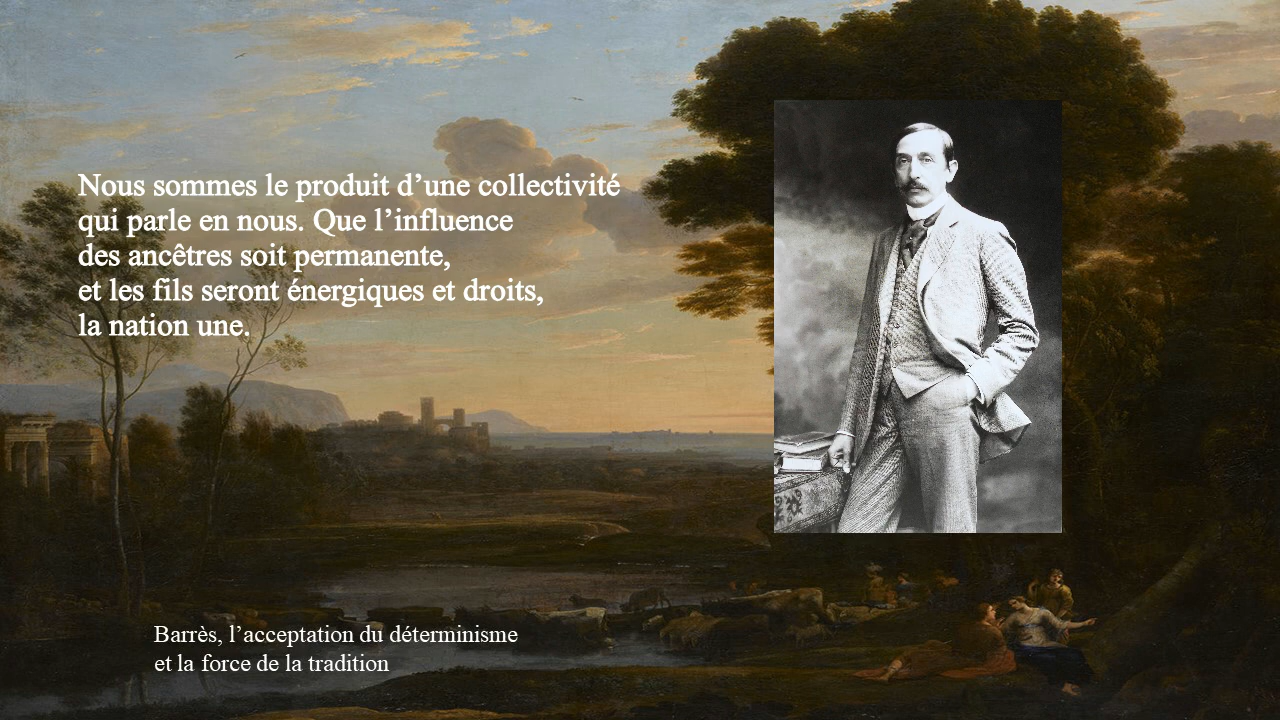 Nous sommes le produit d’une collectivité
qui parle en nous. Que l’influence
des ancêtres soit permanente,
et les fils seront énergiques et droits,
la nation une.
Barrès, l’acceptation du déterminisme
et la force de la tradition